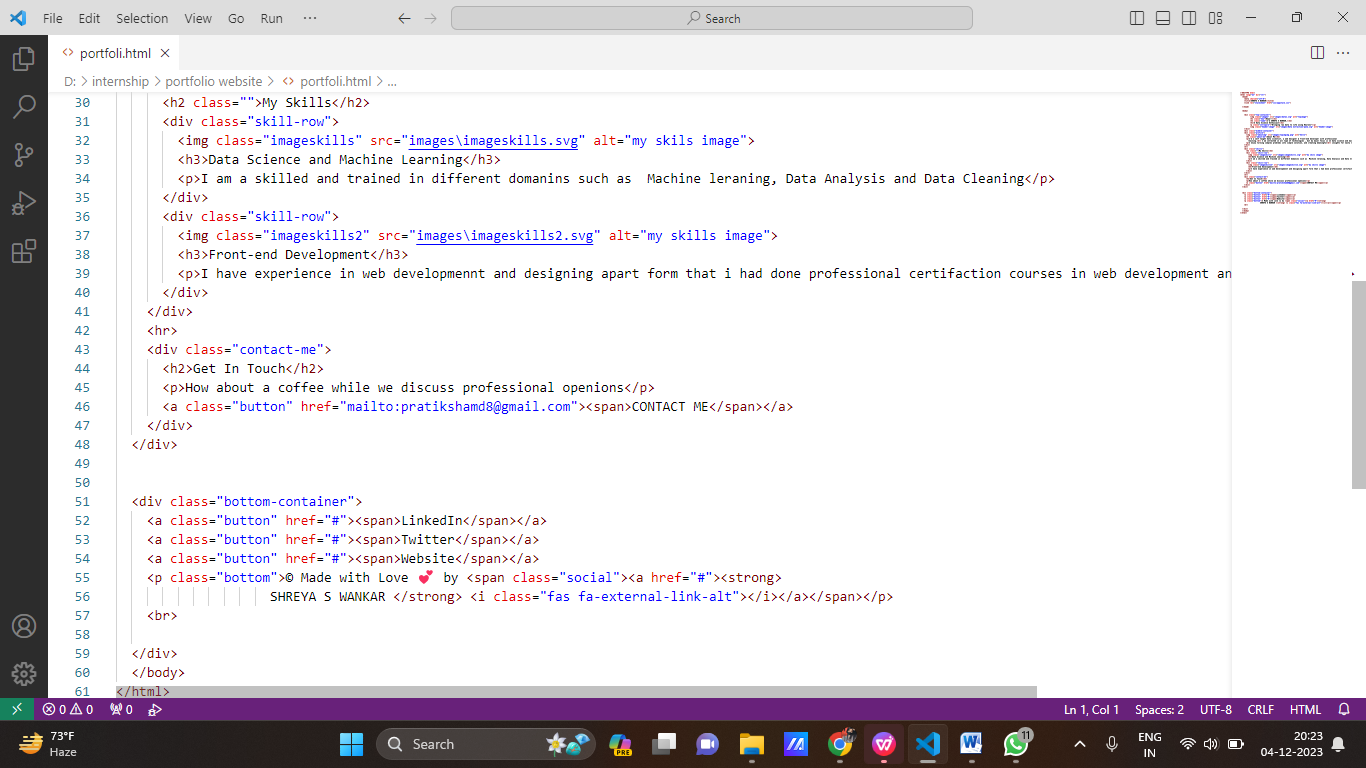 File Edit Selection View Go Run ··· Search
portfoli.html
D: > internship > portfolio website > portfoli.html > ...
30 <h2 class="">My Skills</h2>
31 <div class="skill-row">
32 <img class="imageskills" src="images\imageskills.svg" alt="my skils image">
33 <h3>Data Science and Machine Learning</h3>
34 <p>I am a skilled and trained in different domanins such as  Machine leraning, Data Analysis and Data Cleaning</p>
35 </div>
36 <div class="skill-row">
37 <img class="imageskills2" src="images\imageskills2.svg" alt="my skills image">
38 <h3>Front-end Development</h3>
39 <p>I have experience in web developmennt and designing apart form that i had done professional certifaction courses in web development an
40 </div>
41 </div>
42 <hr>
43 <div class="contact-me">
44 <h2>Get In Touch</h2>
45 <p>How about a coffee while we discuss professional openions</p>
46 <a class="button" href="mailto:pratikshamd8@gmail.com"><span>CONTACT ME</span></a>
47 </div>
48 </div>
49
50
51 <div class="bottom-container">
52 <a class="button" href="#"><span>LinkedIn</span></a>
53 <a class="button" href="#"><span>Twitter</span></a>
54 <a class="button" href="#"><span>Website</span></a>
55 <p class="bottom">© Made with Love 💕 by <span class="social"><a href="#"><strong>
56 SHREYA S WANKAR </strong> <i class="fas fa-external-link-alt"></i></a></span></p>
57 <br>
58
59 </div>
60 </body>
61 </html>
0 0 0 Ln 1, Col 1 Spaces: 2 UTF-8 CRLF HTML
73°F
Haze
Search
PRE
11
ENG
IN
20:23
04-12-2023